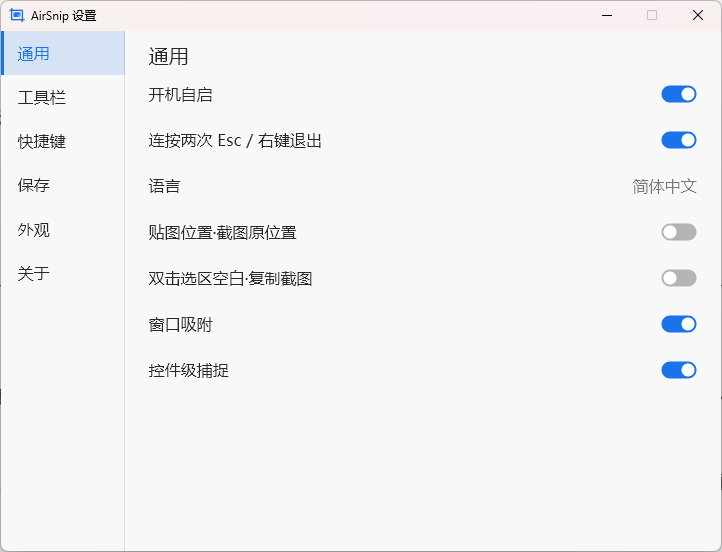 AirSnip 设置
通用
工具栏
快捷键
保存
外观
关于
通用
开机自启
连按两次 Esc / 右键退出
语言 简体中文
贴图位置·截图原位置
双击选区空白·复制截图
窗口吸附
控件级捕捉